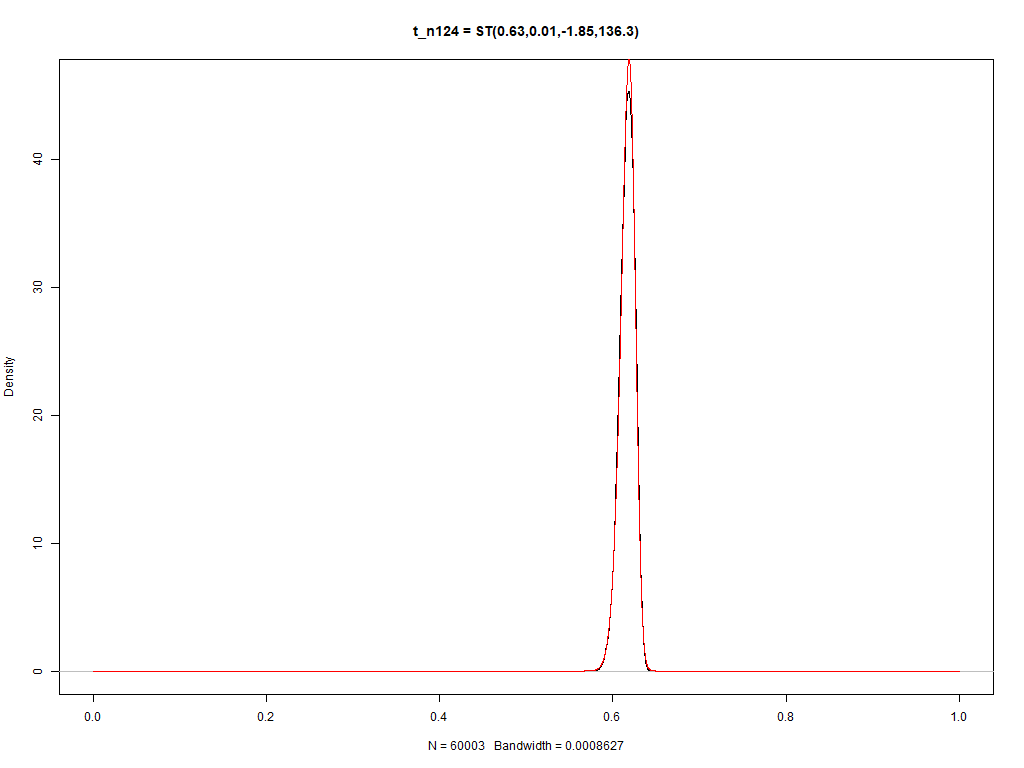 t_n124 = ST(0.63,0.01,-1.85,136.3)
Density
40
30
20
10
0
0.0 0.2 0.4 0.6 0.8 1.0
N = 60003 Bandwidth = 0.0008627